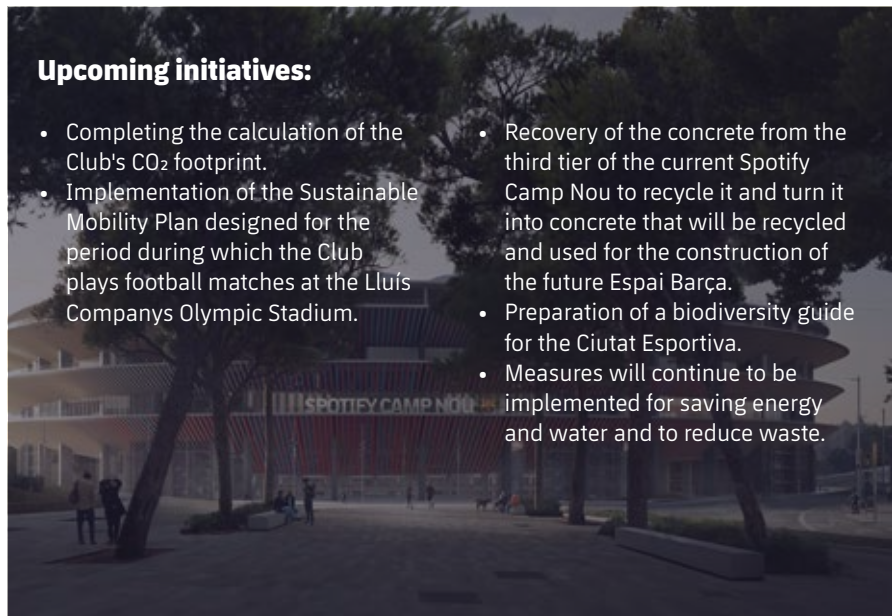 Upcoming initiatives:
• Completing the calculation of the
Club's CO₂ footprint.
• Implementation of the Sustainable
Mobility Plan designed for the
period during which the Club
plays football matches at the Lluís
Companys Olympic Stadium.
• Recovery of the concrete from the
third tier of the current Spotify
Camp Nou to recycle it and turn it
into concrete that will be recycled
and used for the construction of
the future Espai Barça.
• Preparation of a biodiversity guide
for the Ciutat Esportiva.
• Measures will continue to be
implemented for saving energy
and water and to reduce waste.
SPOTIFY CAMP NOU